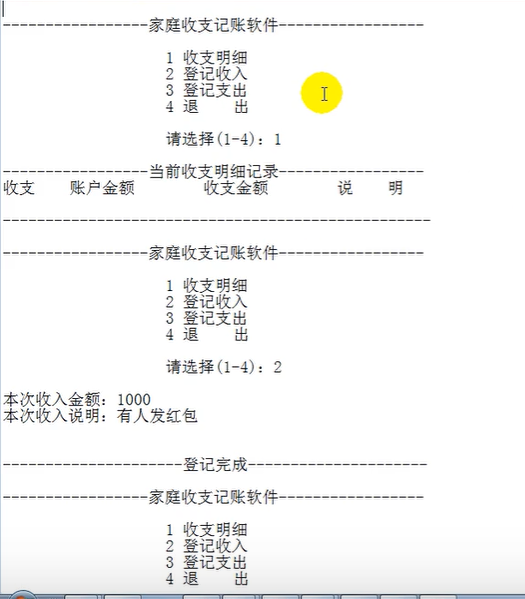 -----------------家庭收支记账软件-----------------
1 收支明细
2 登记收入
3 登记支出
4 退    出
请选择(1-4): 1
-----------------当前收支明细记录-----------------
收支    账户金额        收支金额        说    明
--------------------------------------------------
-----------------家庭收支记账软件-----------------
1 收支明细
2 登记收入
3 登记支出
4 退    出
请选择(1-4): 2
本次收入金额: 1000
本次收入说明: 有人发红包
---------------------登记完成---------------------
-----------------家庭收支记账软件-----------------
1 收支明细
2 登记收入
3 登记支出
4 退    出